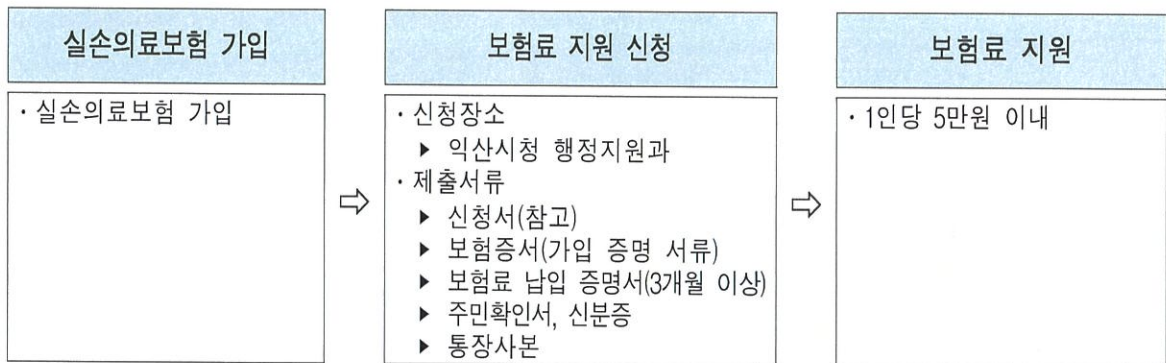 실손의료보험 가입
· 실손의료보험 가입
⇨
보험료 지원 신청
· 신청장소
▶ 익산시청 행정지원과
· 제출서류
▶ 신청서(참고)
▶ 보험증서(가입 증명 서류)
▶ 보험료 납입 증명서(3개월 이상)
▶ 주민확인서, 신분증
▶ 통장사본
⇨
보험료 지원
· 1인당 5만원 이내